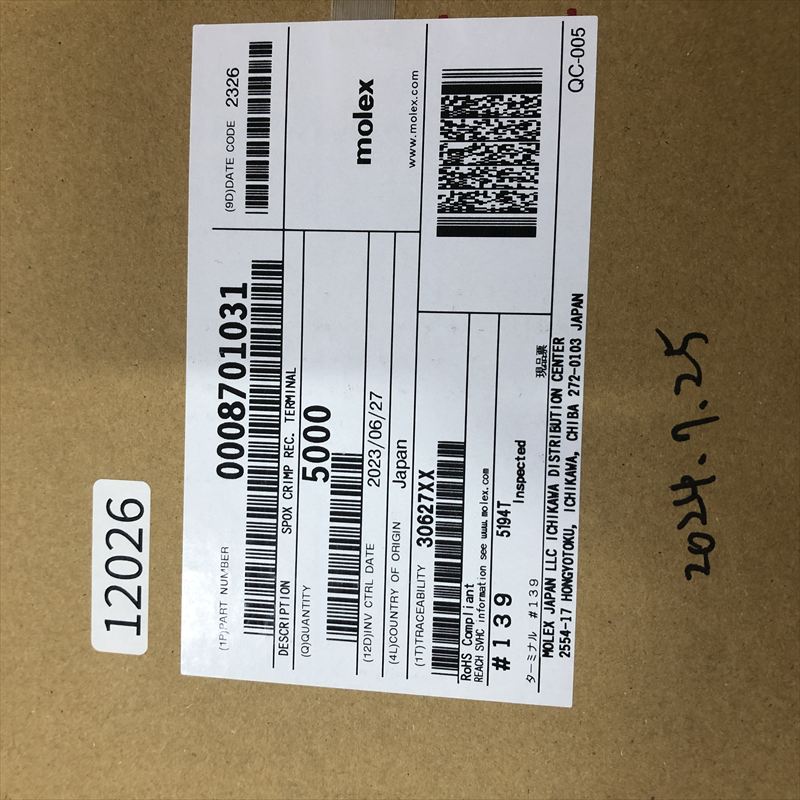 12026
(1P)PART NUMBER 0008701031
(9D)DATE CODE 2326
DESCRIPTION SPOX CRIMP REC. TERMINAL
(Q)QUANTITY 5000
molex
www.molex.com
(12D)INV CTRL DATE 2023/06/27
(4L)COUNTRY OF ORIGIN Japan
(1T)TRACEABILITY 30627XX
RoHS Compliant
REACH SVHC information see www.molex.com
#139 5194T
Inspected
ターミナル #139
現品票
MOLEX JAPAN LLC ICHIKAWA DISTRIBUTION CENTER
2554-17 HONGYOTOKU, ICHIKAWA, CHIBA 272-0103 JAPAN
QC-005
2024.7.25